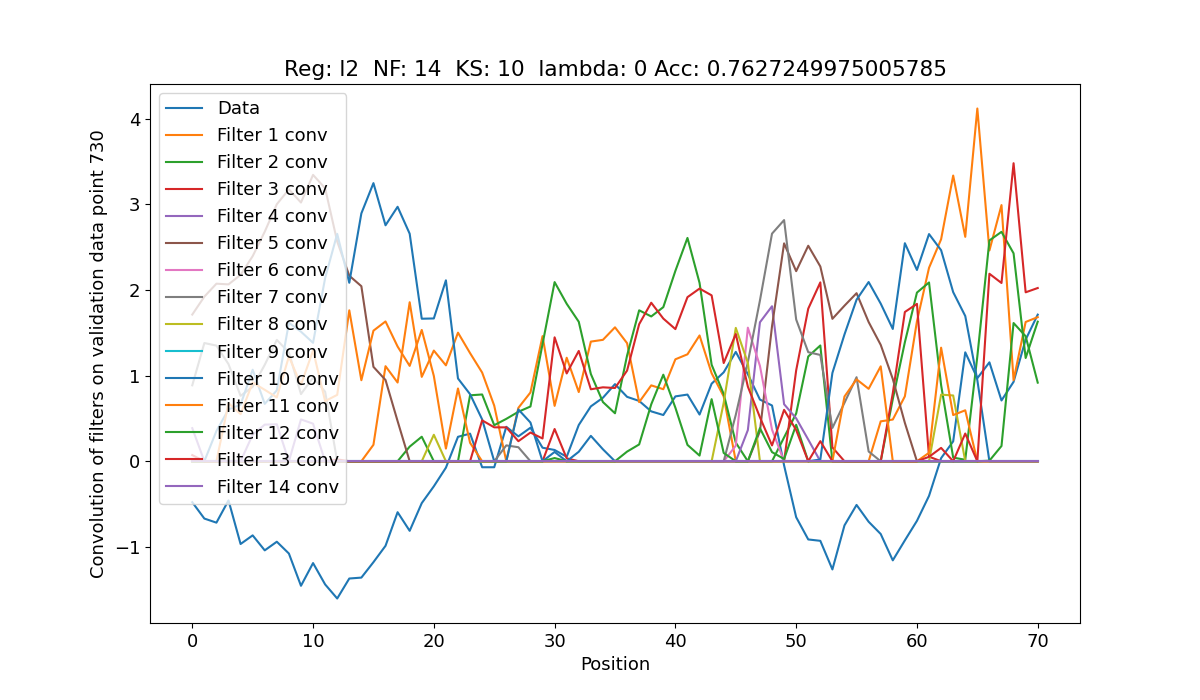 Reg: l2  NF: 14  KS: 10  lambda: 0 Acc: 0.7627249975005785
Convolution of filters on validation data point 730
4
3
2
1
0
−1
Data
Filter 1 conv
Filter 2 conv
Filter 3 conv
Filter 4 conv
Filter 5 conv
Filter 6 conv
Filter 7 conv
Filter 8 conv
Filter 9 conv
Filter 10 conv
Filter 11 conv
Filter 12 conv
Filter 13 conv
Filter 14 conv
0 10 20 30 40 50 60 70
Position